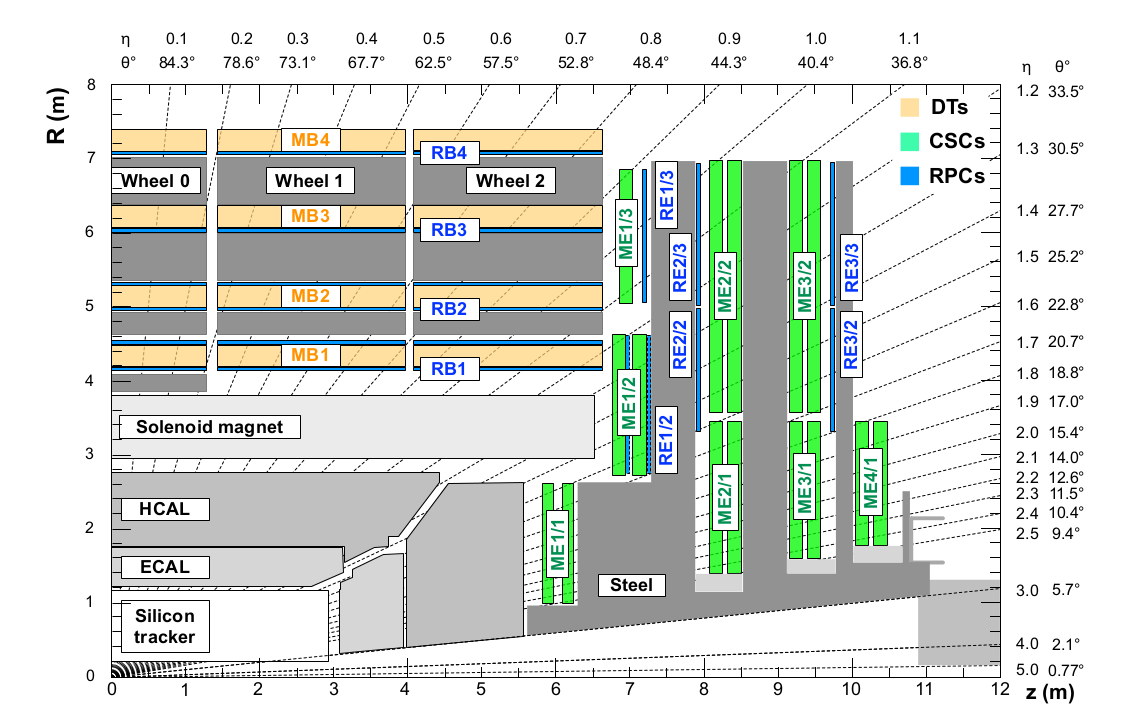 η 0.1 0.2 0.3 0.4 0.5 0.6 0.7 0.8 0.9 1.0 1.1
θ° 84.3° 78.6° 73.1° 67.7° 62.5° 57.5° 52.8° 48.4° 44.3° 40.4° 36.8°
η θ°
R (m)
8
7
6
5
4
3
2
1
0
1.2 33.5°
1.3 30.5°
1.4 27.7°
1.5 25.2°
1.6 22.8°
1.7 20.7°
1.8 18.8°
1.9 17.0°
2.0 15.4°
2.1 14.0°
2.2 12.6°
2.3 11.5°
2.4 10.4°
2.5 9.4°
3.0 5.7°
4.0 2.1°
5.0 0.77°
DTs
CSCs
RPCs
MB4
RB4
Wheel 0
Wheel 1
Wheel 2
MB3
RB3
MB2
RB2
MB1
RB1
Solenoid magnet
HCAL
ECAL
Silicon
tracker
Steel
ME1/3
RE1/3
RE2/3
ME2/2
ME3/2
RE3/3
ME1/2
RE1/2
RE2/2
RE3/2
ME1/1
ME2/1
ME3/1
ME4/1
0 1 2 3 4 5 6 7 8 9 10 11 12
z (m)